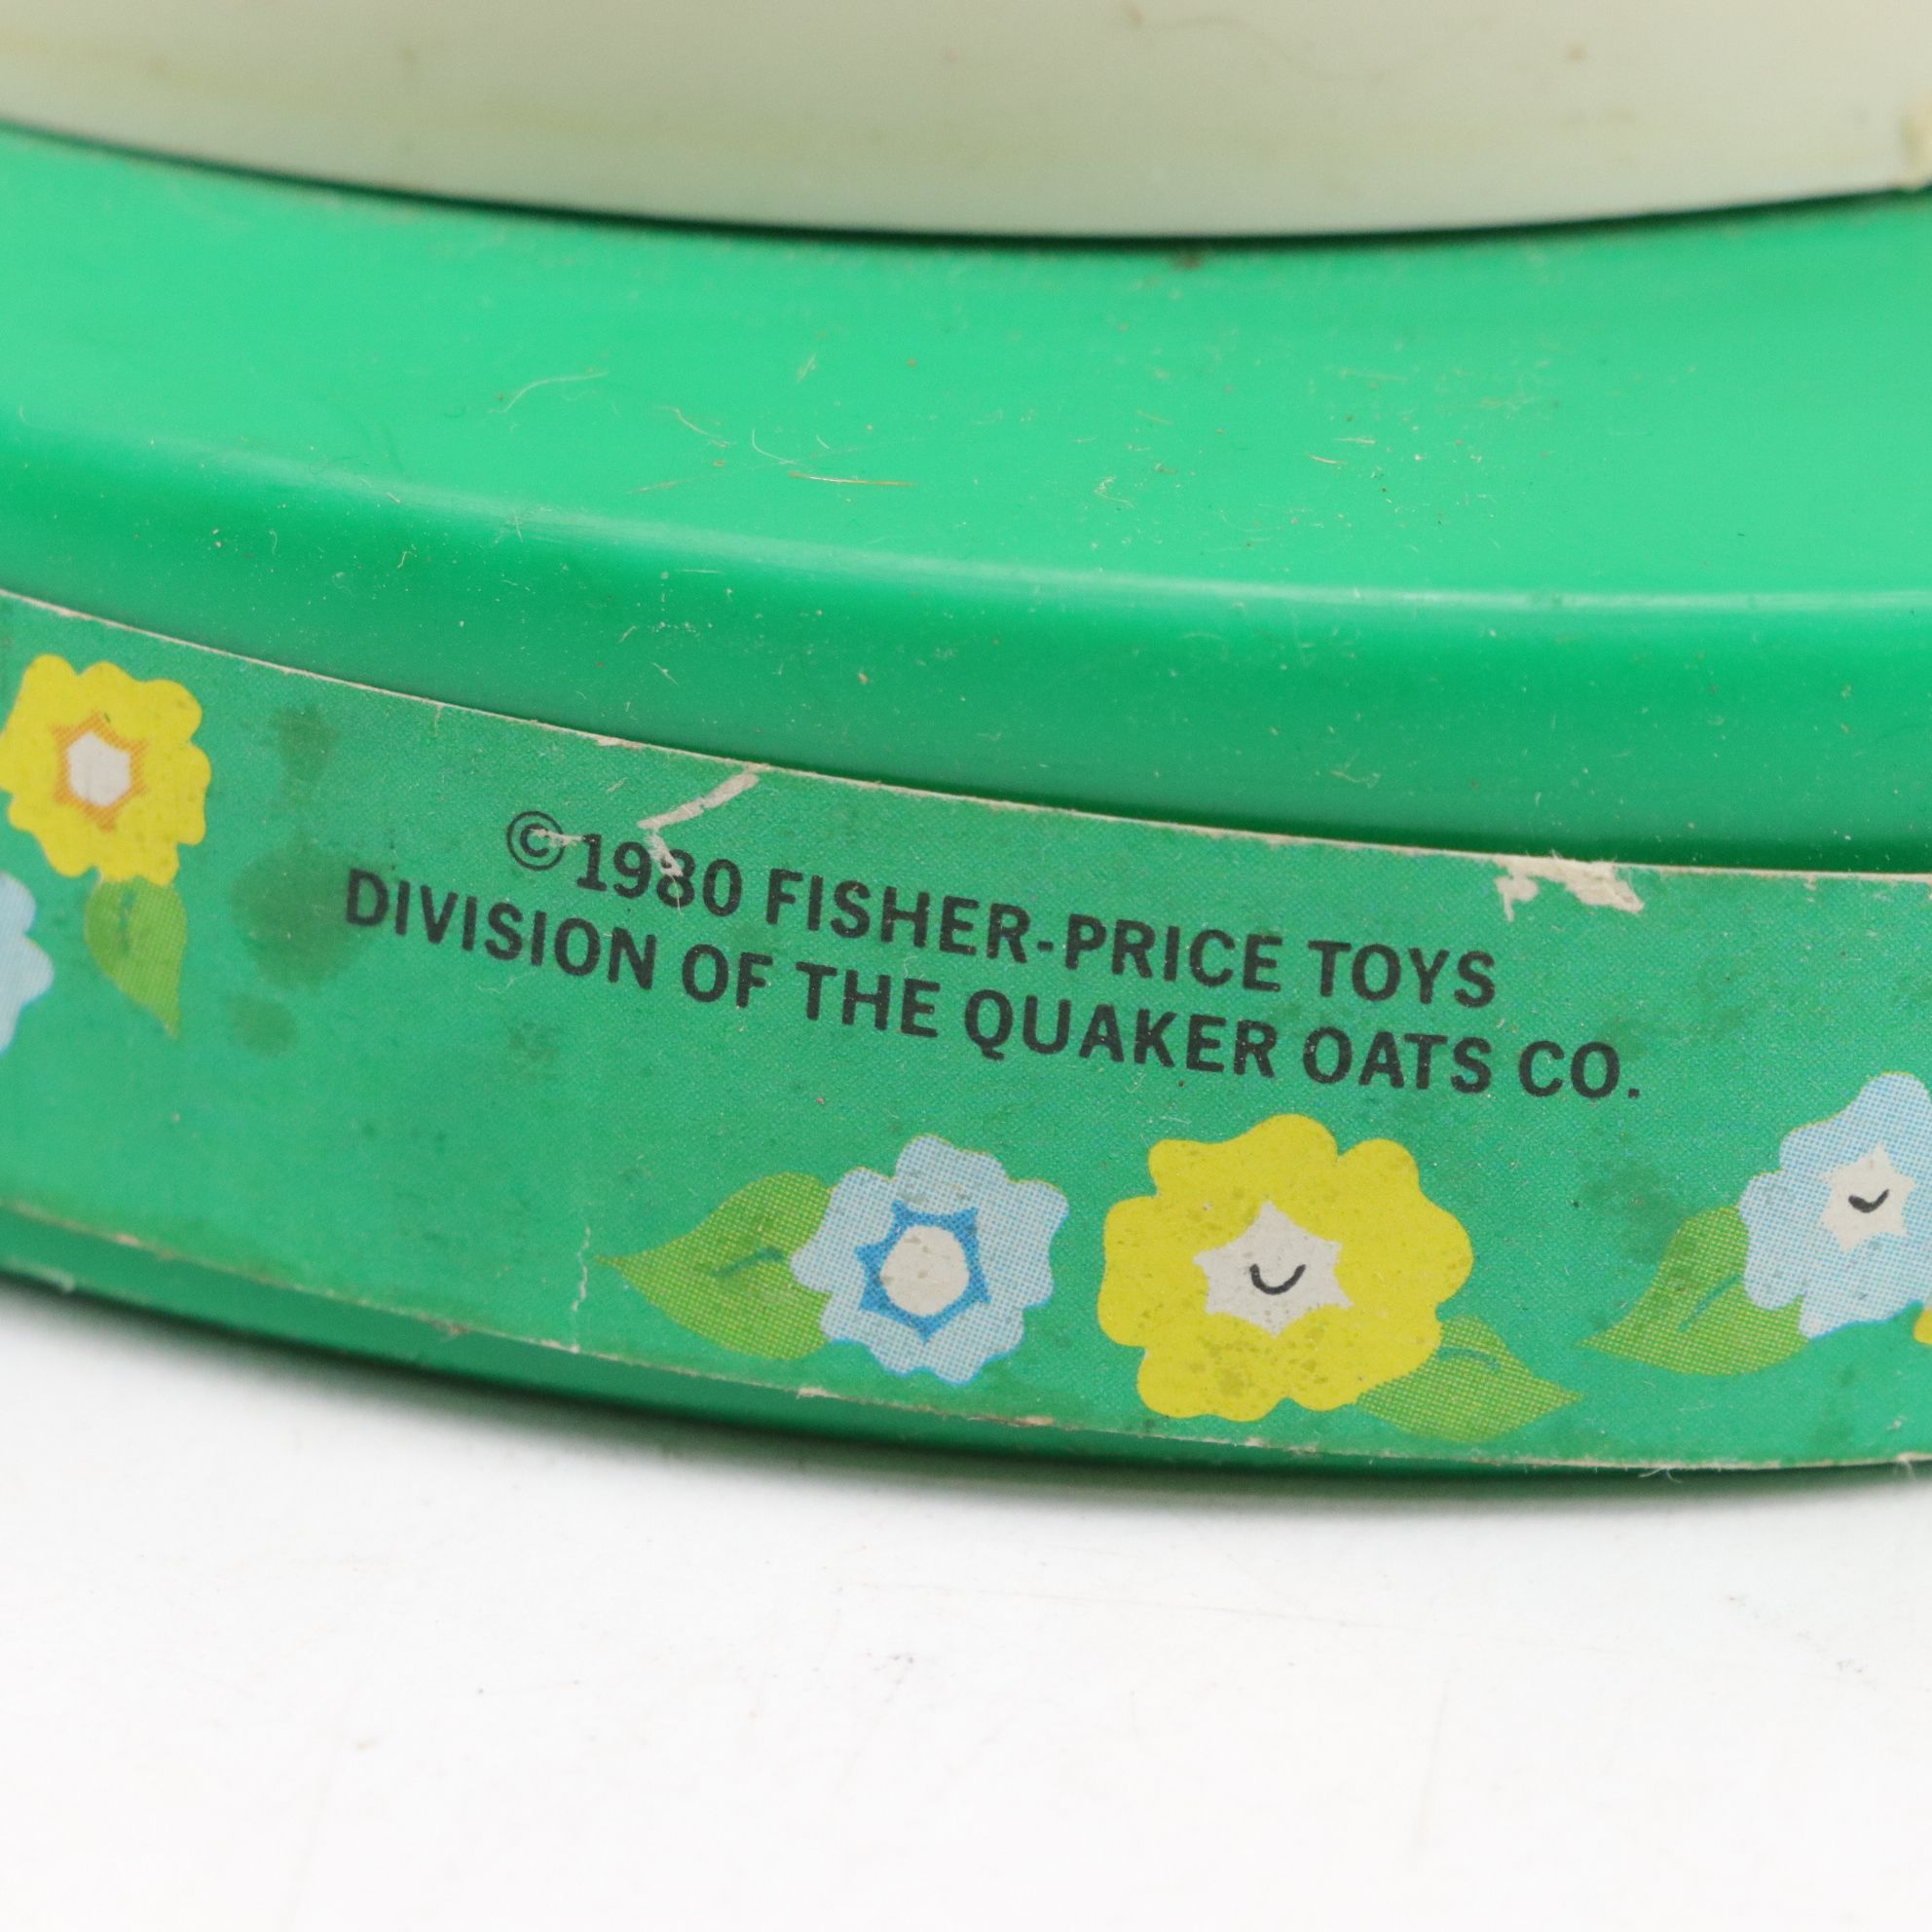 ©1980 FISHER-PRICE TOYS
DIVISION OF THE QUAKER OATS CO.